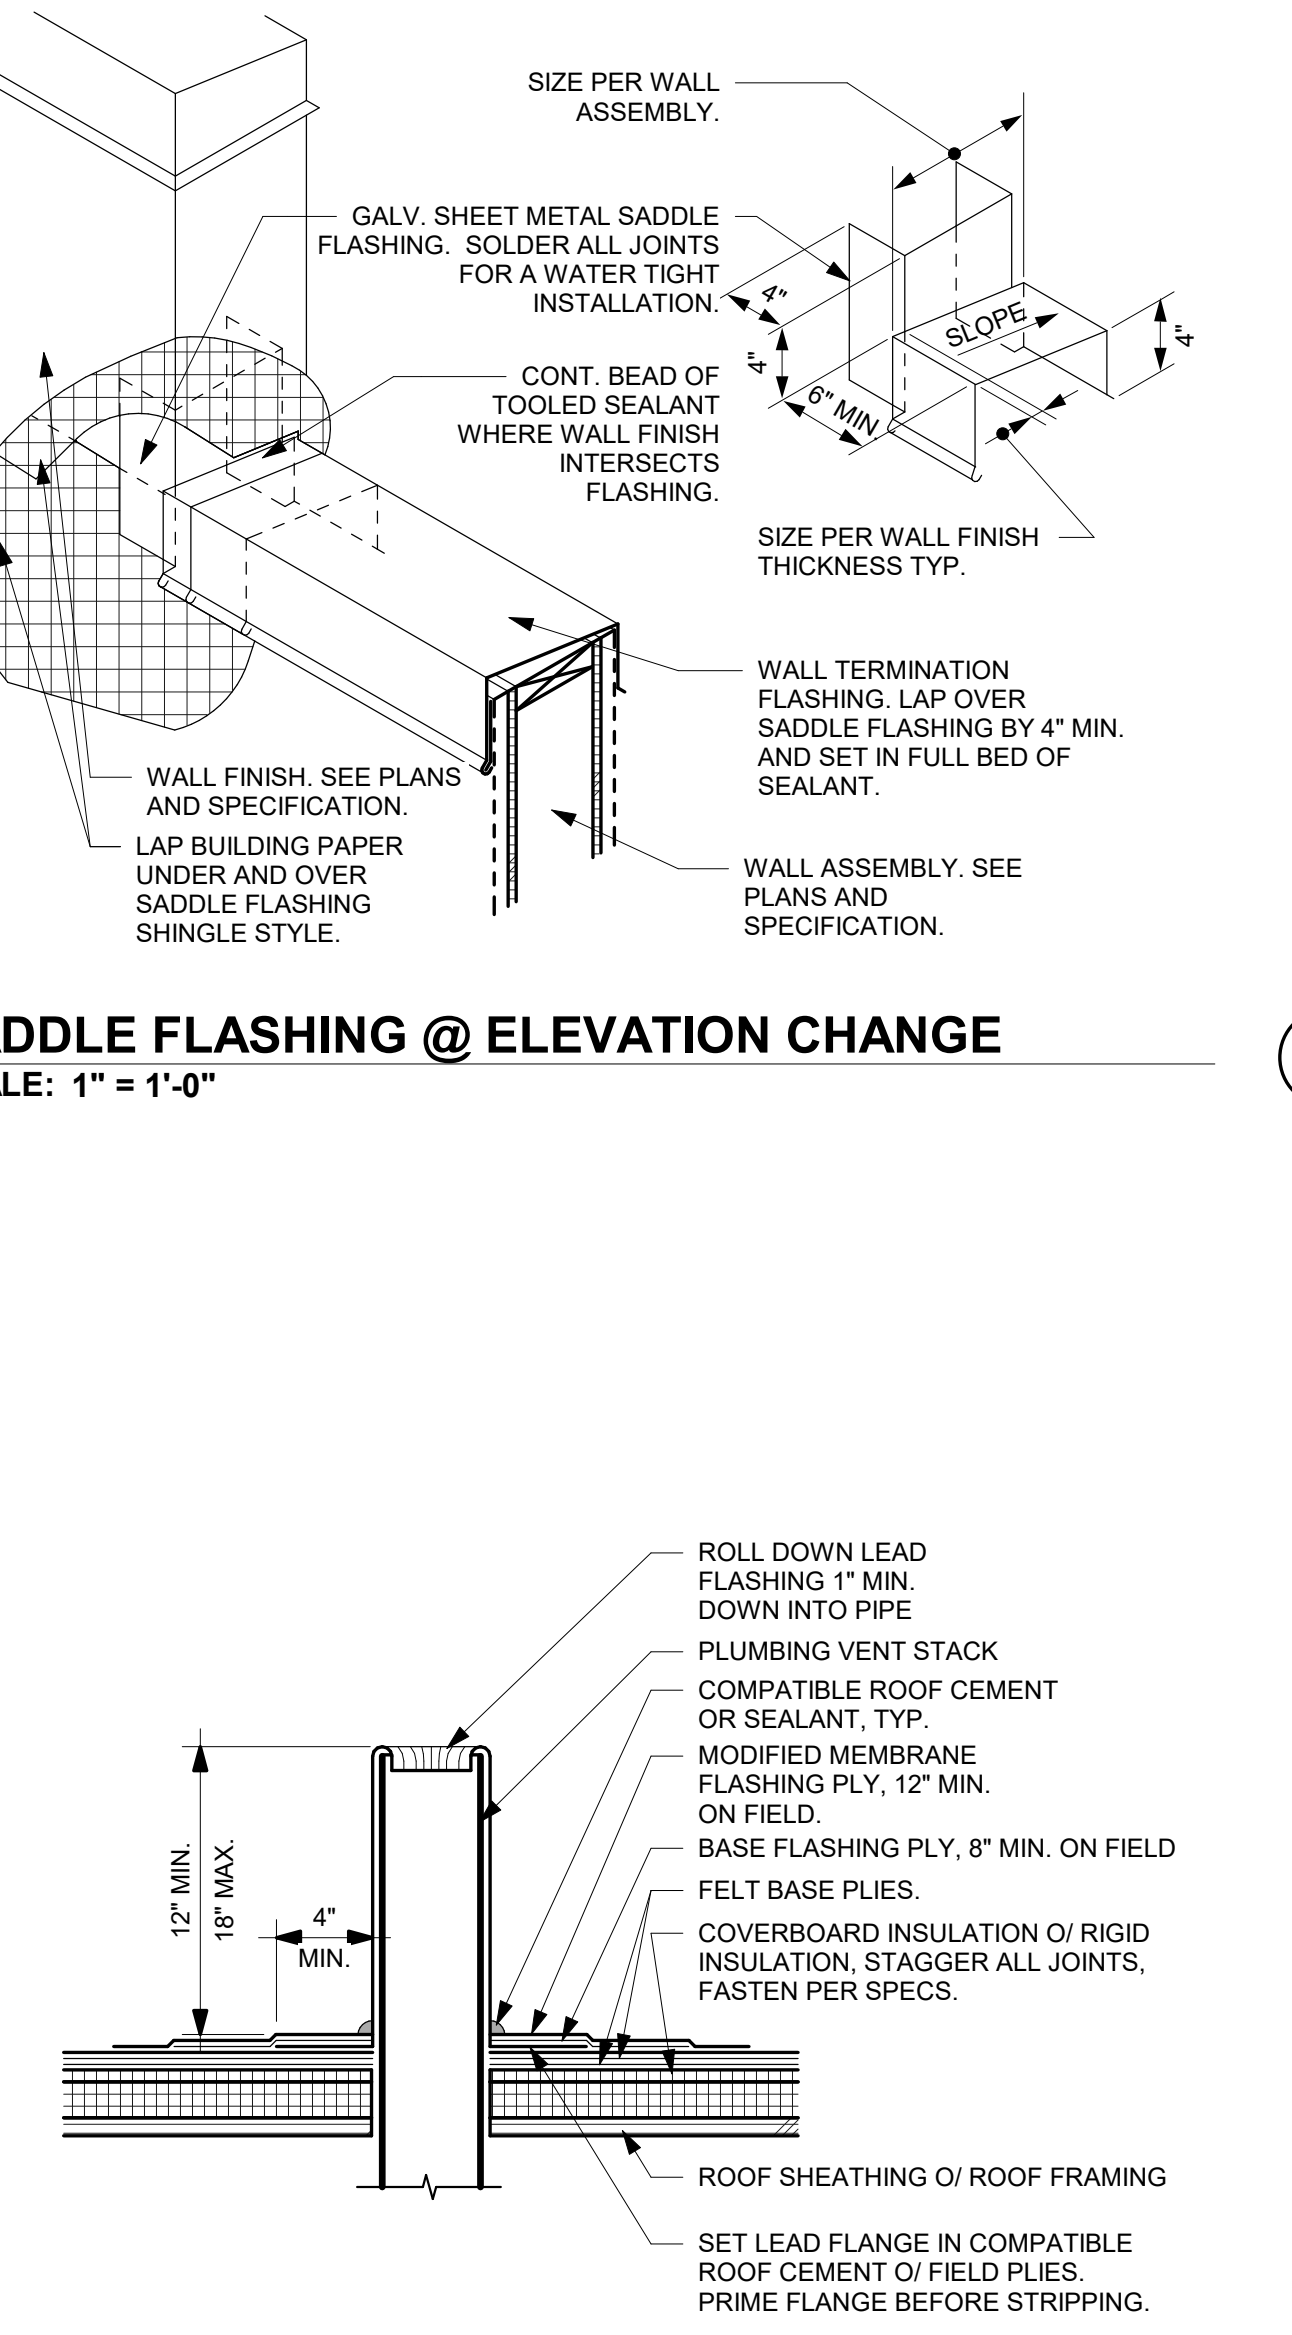 SIZE PER WALL
ASSEMBLY.
GALV. SHEET METAL SADDLE
FLASHING.  SOLDER ALL JOINTS
FOR A WATER TIGHT
INSTALLATION.
4"
4"
6" MIN.
SLOPE
4"
CONT. BEAD OF
TOOLED SEALANT
WHERE WALL FINISH
INTERSECTS
FLASHING.
SIZE PER WALL FINISH
THICKNESS TYP.
WALL TERMINATION
FLASHING. LAP OVER
SADDLE FLASHING BY 4" MIN.
AND SET IN FULL BED OF
SEALANT.
WALL FINISH. SEE PLANS
AND SPECIFICATION.
LAP BUILDING PAPER
UNDER AND OVER
SADDLE FLASHING
SHINGLE STYLE.
WALL ASSEMBLY. SEE
PLANS AND
SPECIFICATION.
ADDLE FLASHING @ ELEVATION CHANGE
ALE: 1" = 1'-0"
ROLL DOWN LEAD
FLASHING 1" MIN.
DOWN INTO PIPE
PLUMBING VENT STACK
COMPATIBLE ROOF CEMENT
OR SEALANT, TYP.
MODIFIED MEMBRANE
FLASHING PLY, 12" MIN.
ON FIELD.
BASE FLASHING PLY, 8" MIN. ON FIELD
FELT BASE PLIES.
COVERBOARD INSULATION O/ RIGID
INSULATION, STAGGER ALL JOINTS,
FASTEN PER SPECS.
12" MIN.
18" MAX.
4"
MIN.
ROOF SHEATHING O/ ROOF FRAMING
SET LEAD FLANGE IN COMPATIBLE
ROOF CEMENT O/ FIELD PLIES.
PRIME FLANGE BEFORE STRIPPING.